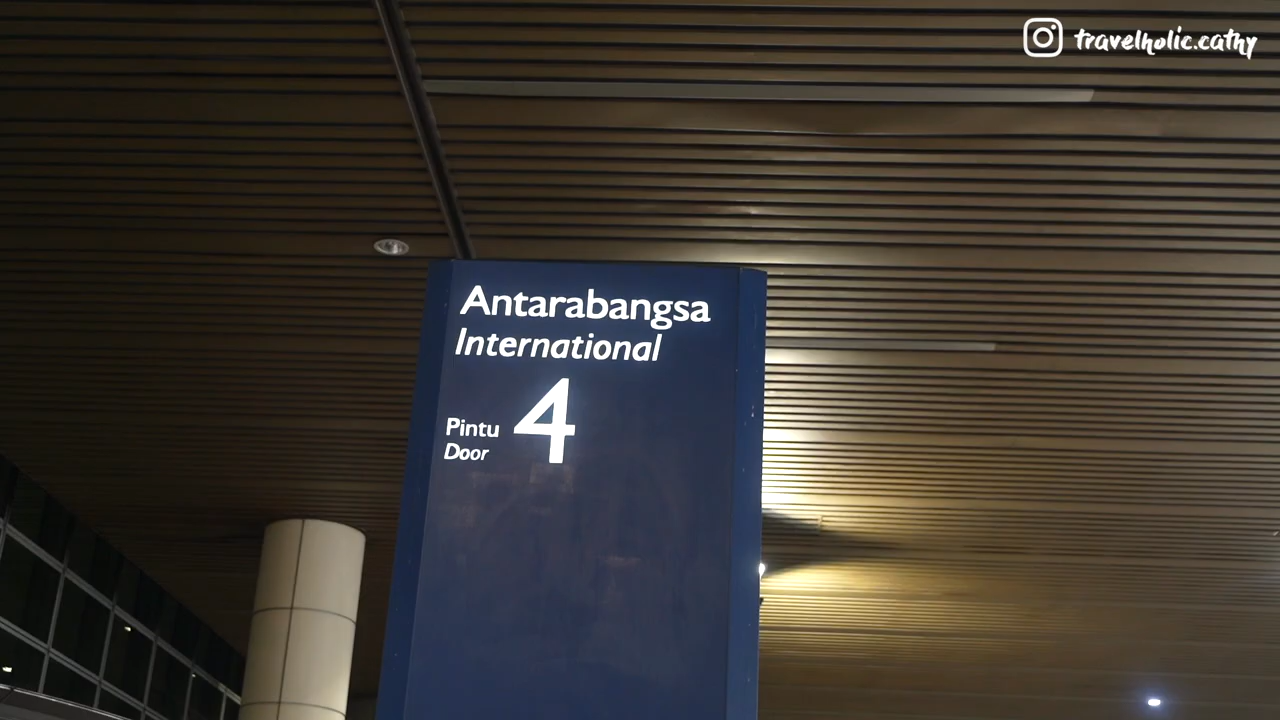 travelholic.cathy
Antarabangsa
International
Pintu 4
Door